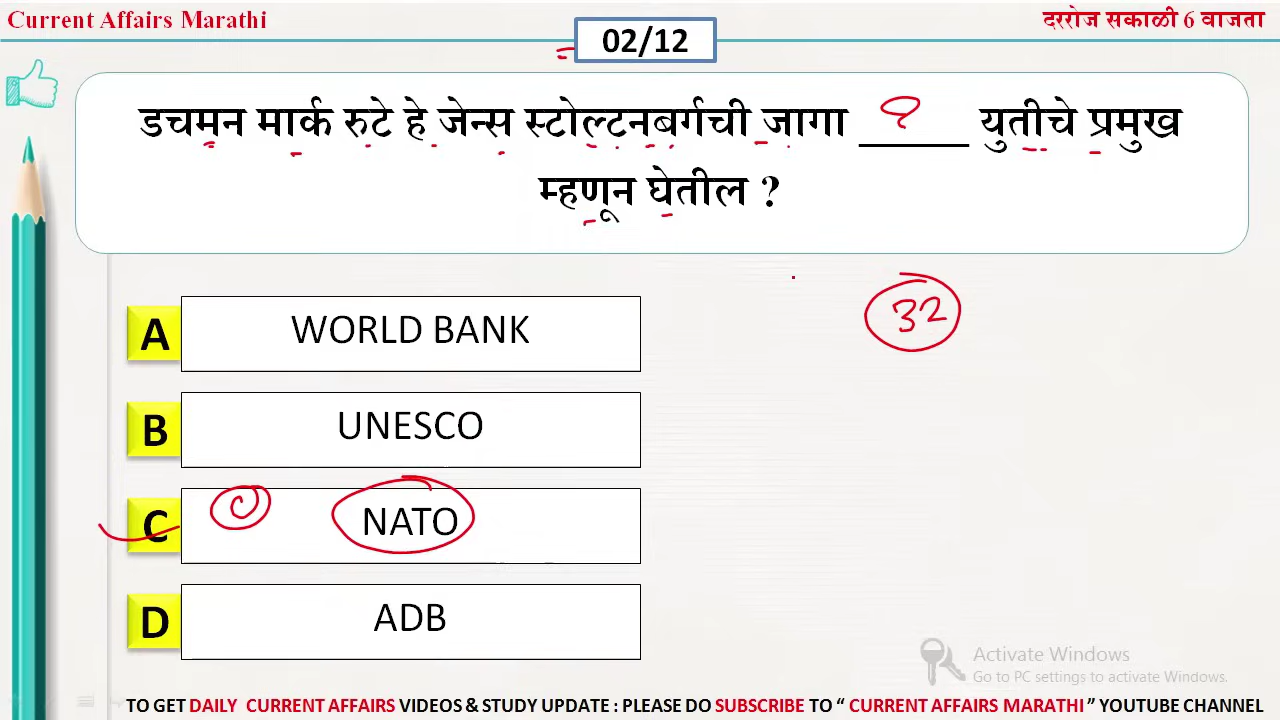 Current Affairs Marathi
दररोज सकाळी 6 वाजता
02/12
डचमन मार्क रुटे हे जेन्स स्टोल्टनबर्गची जागा ________ युतीचे प्रमुख
म्हणून घेतील ?
32
A WORLD BANK
B UNESCO
C NATO
D ADB
Activate Windows
Go to PC settings to activate Windows.
TO GET DAILY CURRENT AFFAIRS VIDEOS & STUDY UPDATE : PLEASE DO SUBSCRIBE TO “ CURRENT AFFAIRS MARATHI ” YOUTUBE CHANNEL